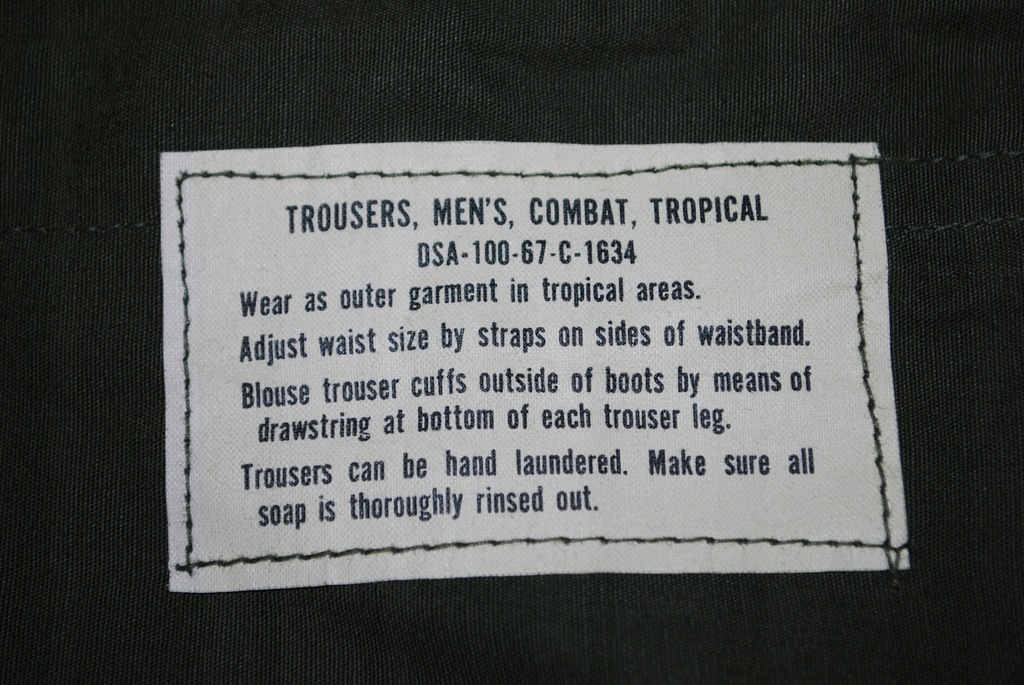 TROUSERS, MEN'S, COMBAT, TROPICAL
DSA-100-67-C-1634
Wear as outer garment in tropical areas.
Adjust waist size by straps on sides of waistband.
Blouse trouser cuffs outside of boots by means of
drawstring at bottom of each trouser leg.
Trousers can be hand laundered. Make sure all
soap is thoroughly rinsed out.